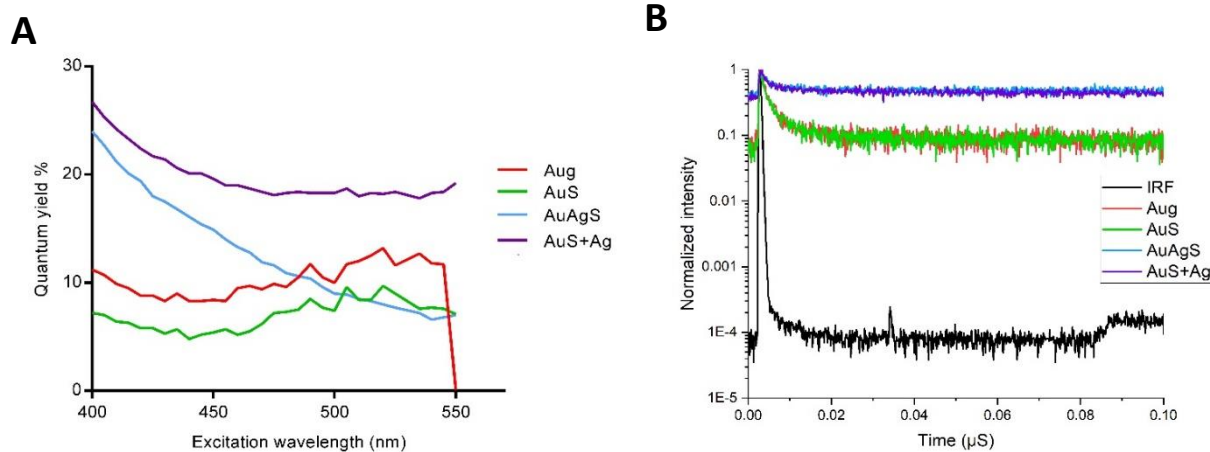 A
Quantum yield %
30
20
10
0
400
450
500
550
Excitation wavelength (nm)
Aug
AuS
AuAgS
AuS+Ag
B
Normalized intensity
1
0.1
0.01
0.001
1E-4
1E-5
0.00
0.02
0.04
0.06
0.08
0.10
Time (µS)
IRF
Aug
AuS
AuAgS
AuS+Ag